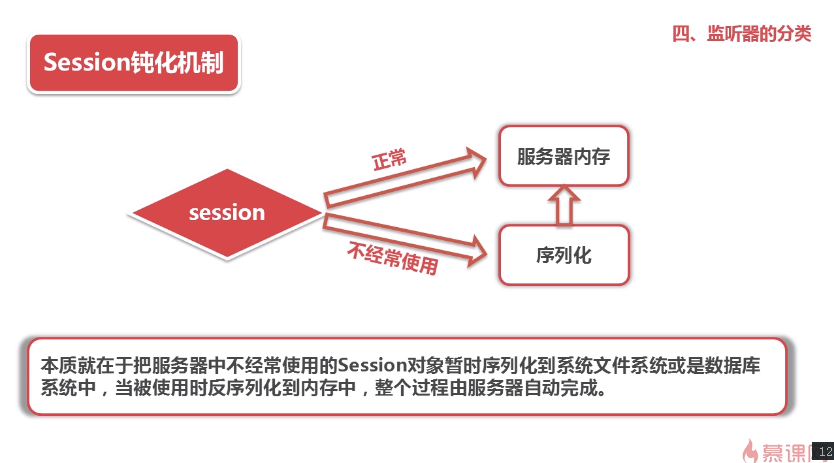 四、监听器的分类
Session钝化机制
正常
服务器内存
session
不经常使用
序列化
本质就在于把服务器中不经常使用的Session对象暂时序列化到系统文件系统或是数据库
系统中，当被使用时反序列化到内存中，整个过程由服务器自动完成。
慕课
12